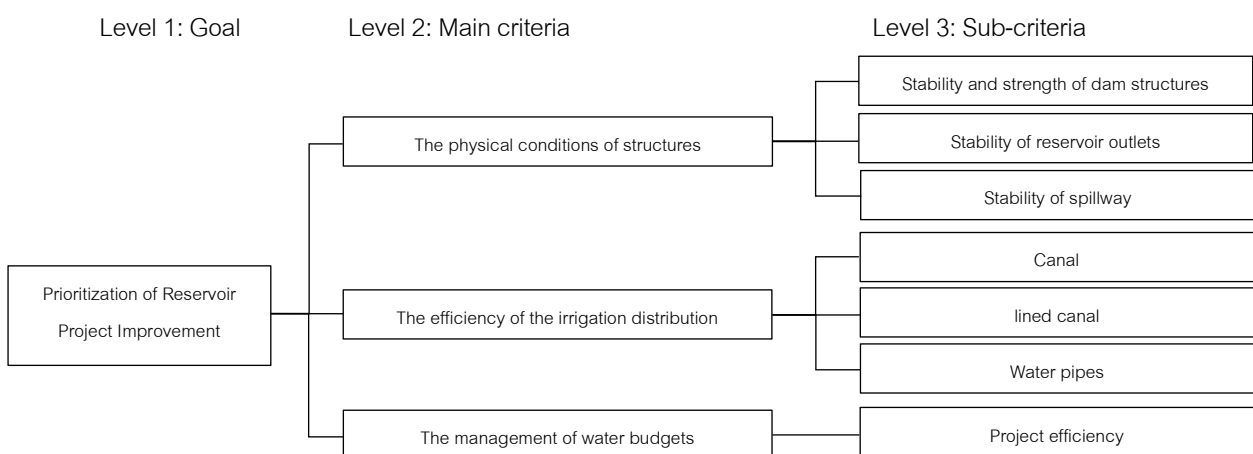 Level 1: Goal
Level 2: Main criteria
Level 3: Sub-criteria
Prioritization of Reservoir
Project Improvement
The physical conditions of structures
Stability and strength of dam structures
Stability of reservoir outlets
Stability of spillway
The efficiency of the irrigation distribution
Canal
lined canal
Water pipes
The management of water budgets
Project efficiency